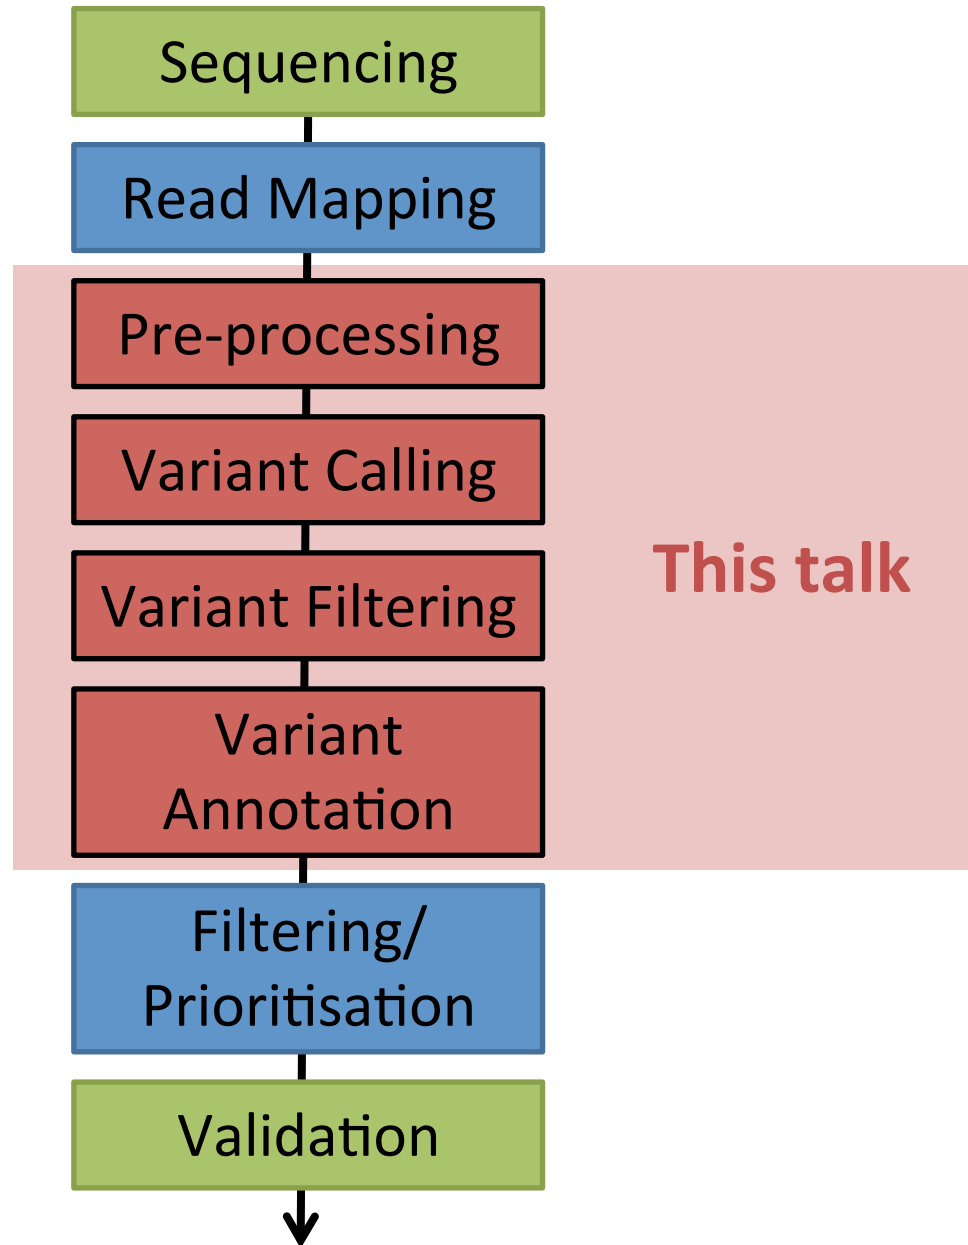 Sequencing
Read Mapping
Pre-processing
Variant Calling
Variant Filtering
This talk
Variant
Annotation
Filtering/
Prioritisation
Validation